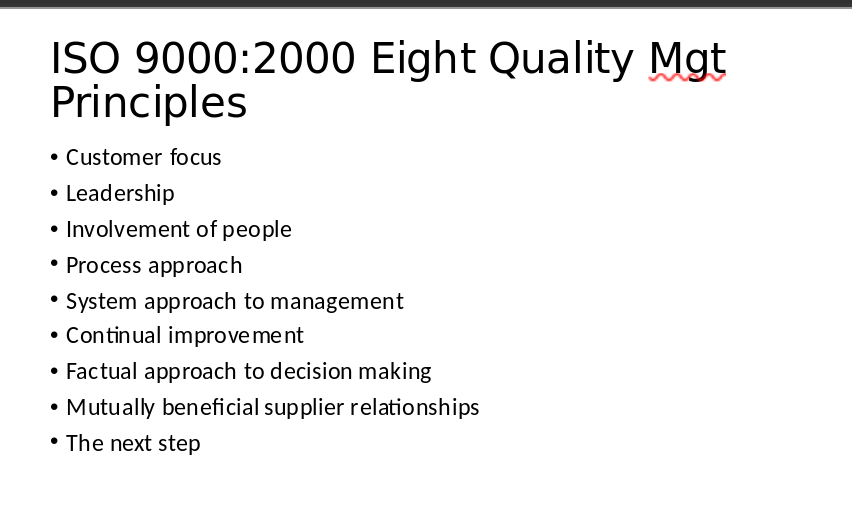 ISO 9000:2000 Eight Quality Mgt
Principles
• Customer focus
• Leadership
• Involvement of people
• Process approach
• System approach to management
• Continual improvement
• Factual approach to decision making
• Mutually beneficial supplier relationships
• The next step